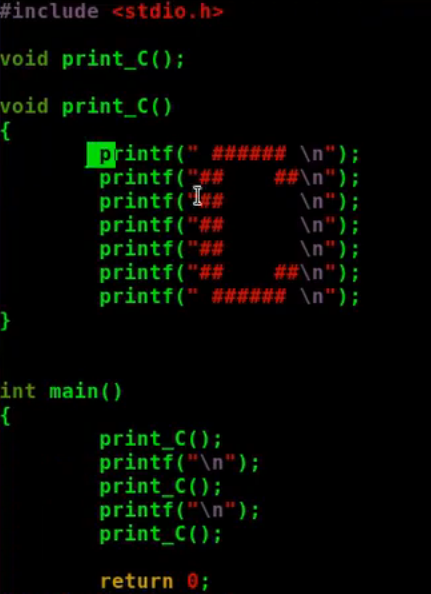 #include <stdio.h>
void print_C();
void print_C()
{
        printf(" ###### \n");
        printf("##    ##\n");
        printf("##      \n");
        printf("##      \n");
        printf("##      \n");
        printf("##    ##\n");
        printf(" ###### \n");
}
int main()
{
        print_C();
        printf("\n");
        print_C();
        printf("\n");
        print_C();
        return 0;